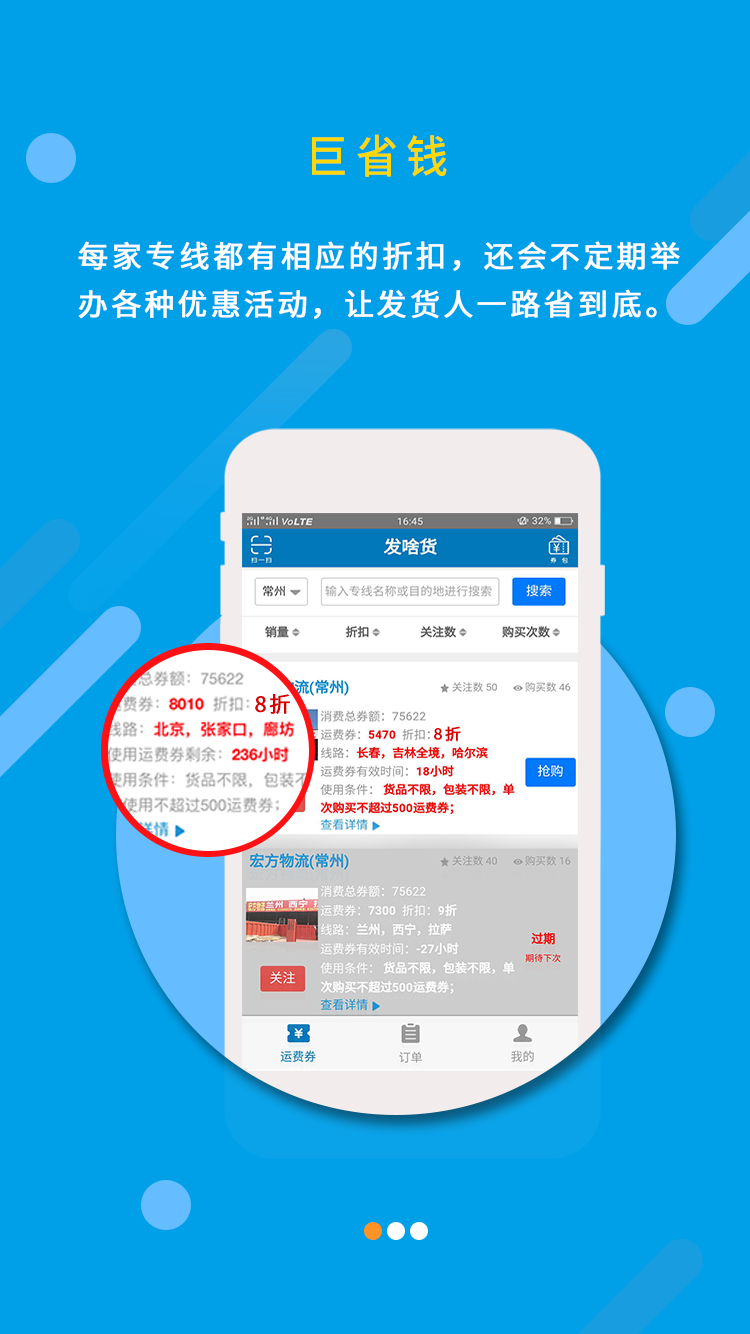 巨省钱
每家专线都有相应的折扣，还会不定期举
办各种优惠活动，让发货人一路省到底。
VoLTE 16:45 32%
扫一扫 发啥货 券包
常州 输入专线名称或目的地进行搜索 搜索
销量 折扣 关注数 购买次数
流(常州) 关注数 50 购买数 46
消费总券额：75622
运费券：5470 折扣：8折
线路：长春，吉林全境，哈尔滨
运费券有效时间：18小时
抢购
使用条件：货品不限，包装不限，单
次购买不超过500运费券；
查看详情
总券额：75622
费券：8010 折扣：8折
线路：北京，张家口，廊坊
使用运费券剩余：236小时
使用条件：货品不限，包装不
使用不超过500运费券；
详情
宏方物流(常州) 关注数 40 购买数 16
消费总券额：75622
运费券：7300 折扣：9折
线路：兰州，西宁，拉萨
运费券有效时间：-27小时
过期
期待下次
使用条件：货品不限，包装不限，单
次购买不超过500运费券；
查看详情
宏方物流 兰州 西宁
关注
运费券 订单 我的